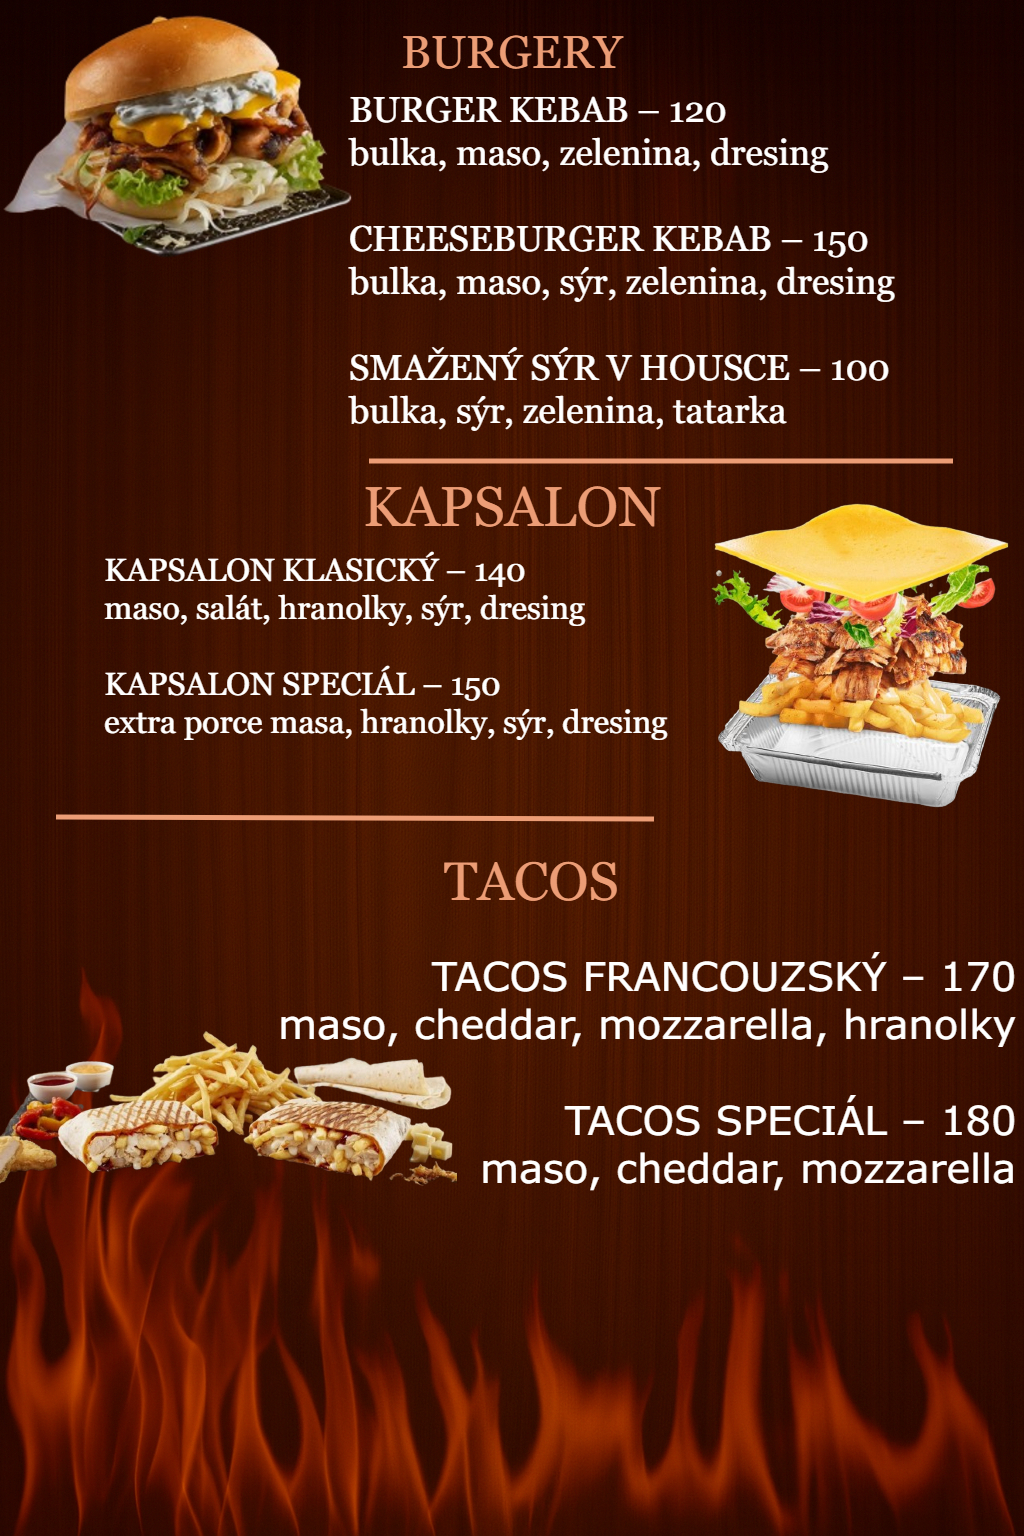 BURGERY
BURGER KEBAB – 120
bulka, maso, zelenina, dresing
CHEESEBURGER KEBAB – 150
bulka, maso, sýr, zelenina, dresing
SMAŽENÝ SÝR V HOUSCE – 100
bulka, sýr, zelenina, tatarka
KAPSALON
KAPSALON KLASICKÝ – 140
maso, salát, hranolky, sýr, dresing
KAPSALON SPECIÁL – 150
extra porce masa, hranolky, sýr, dresing
TACOS
TACOS FRANCOUZSKÝ – 170
maso, cheddar, mozzarella, hranolky
TACOS SPECIÁL – 180
maso, cheddar, mozzarella